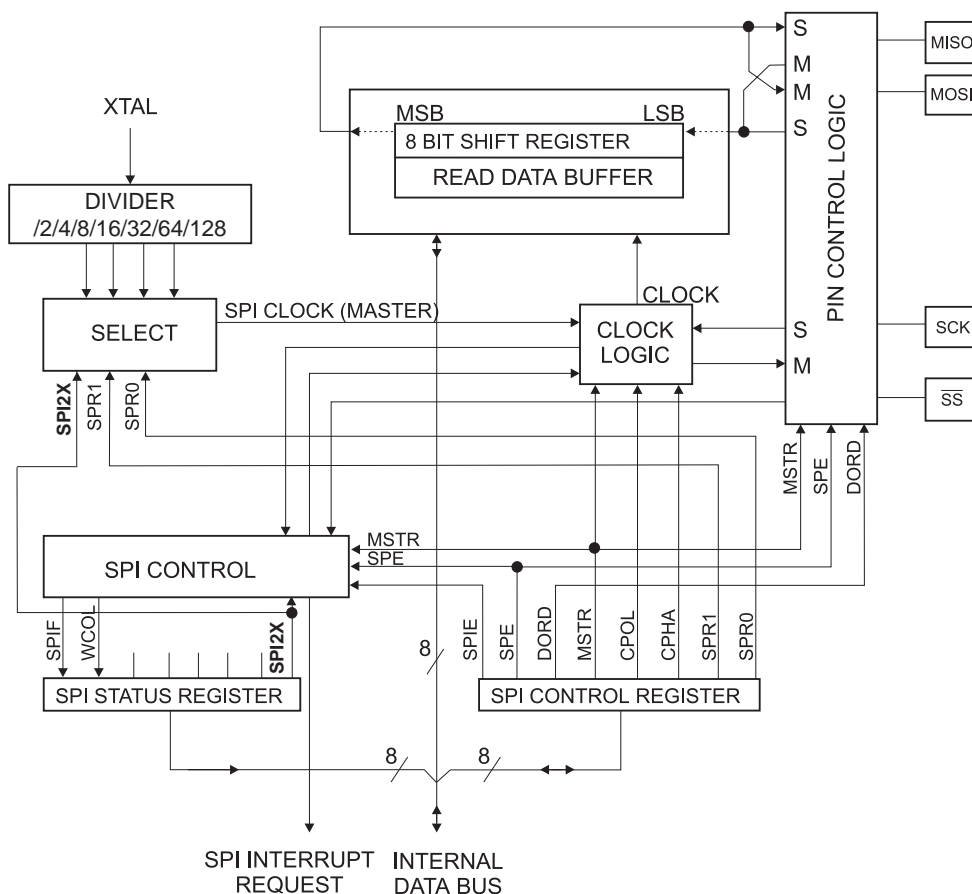 S
MISO
M
XTAL
M
MOSI
MSB
LSB
S
8 BIT SHIFT REGISTER
READ DATA BUFFER
PIN CONTROL LOGIC
DIVIDER
/2/4/8/16/32/64/128
SPI CLOCK (MASTER)
CLOCK
SELECT
CLOCK
LOGIC
S
SCK
M
SPI2X
SPR1
SPR0
SS
MSTR
SPE
DORD
MSTR
SPE
SPI CONTROL
SPIF
WCOL
SPI2X
SPIE
SPE
DORD
MSTR
CPOL
CPHA
SPR1
SPR0
8
SPI STATUS REGISTER
SPI CONTROL REGISTER
8
8
SPI INTERRUPT
REQUEST
INTERNAL
DATA BUS